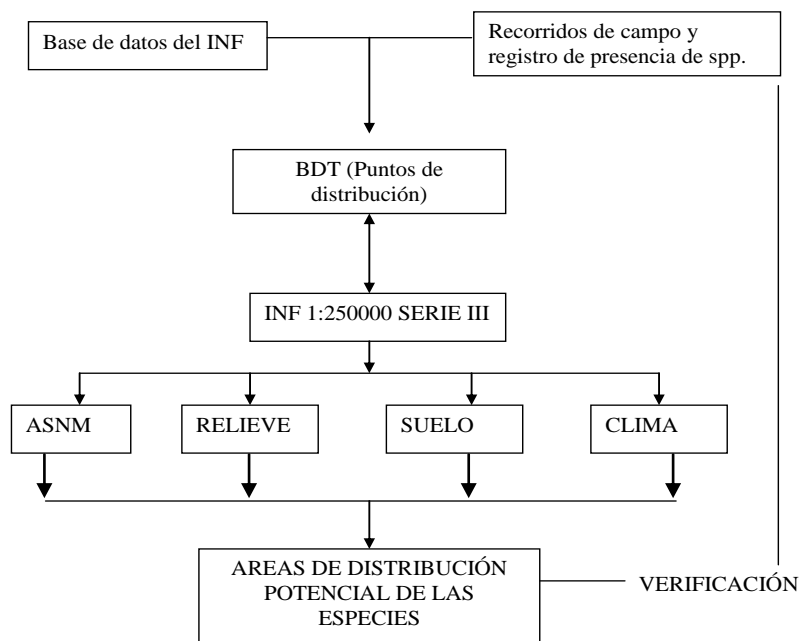 Base de datos del INF
Recorridos de campo y
registro de presencia de spp.
BDT (Puntos de
distribución)
INF 1:250000 SERIE III
ASNM
RELIEVE
SUELO
CLIMA
AREAS DE DISTRIBUCIÓN
POTENCIAL DE LAS
ESPECIES
VERIFICACIÓN